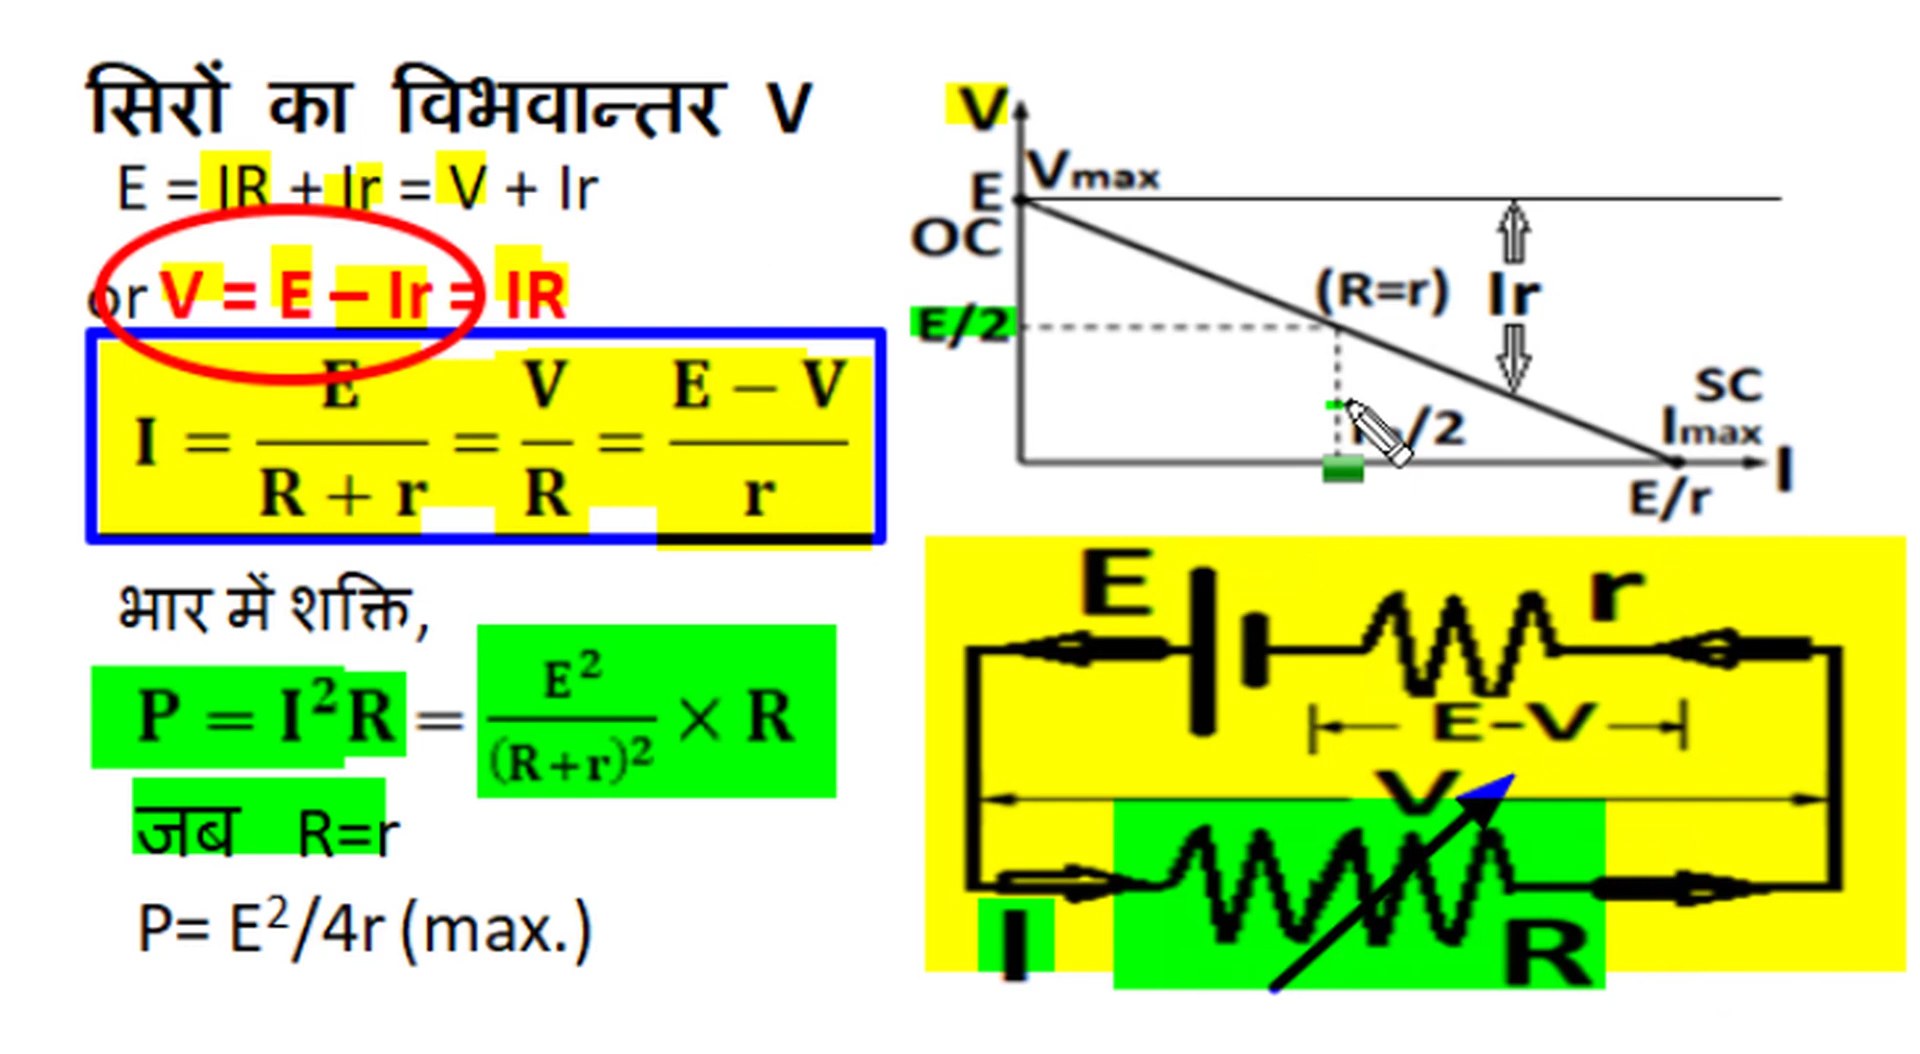 सिरों का विभवान्तर V
E = IR + Ir = V + Ir
or V = E – Ir = IR
I = E/(R + r) = V/R = (E – V)/r
भार में शक्ति,
P = I²R = E²/(R+r)² × R
जब R=r
P= E²/4r (max.)
V
E Vmax
OC
(R=r) Ir
E/2
SC
/2 Imax
I
E/r
E r
E–V
V
I R